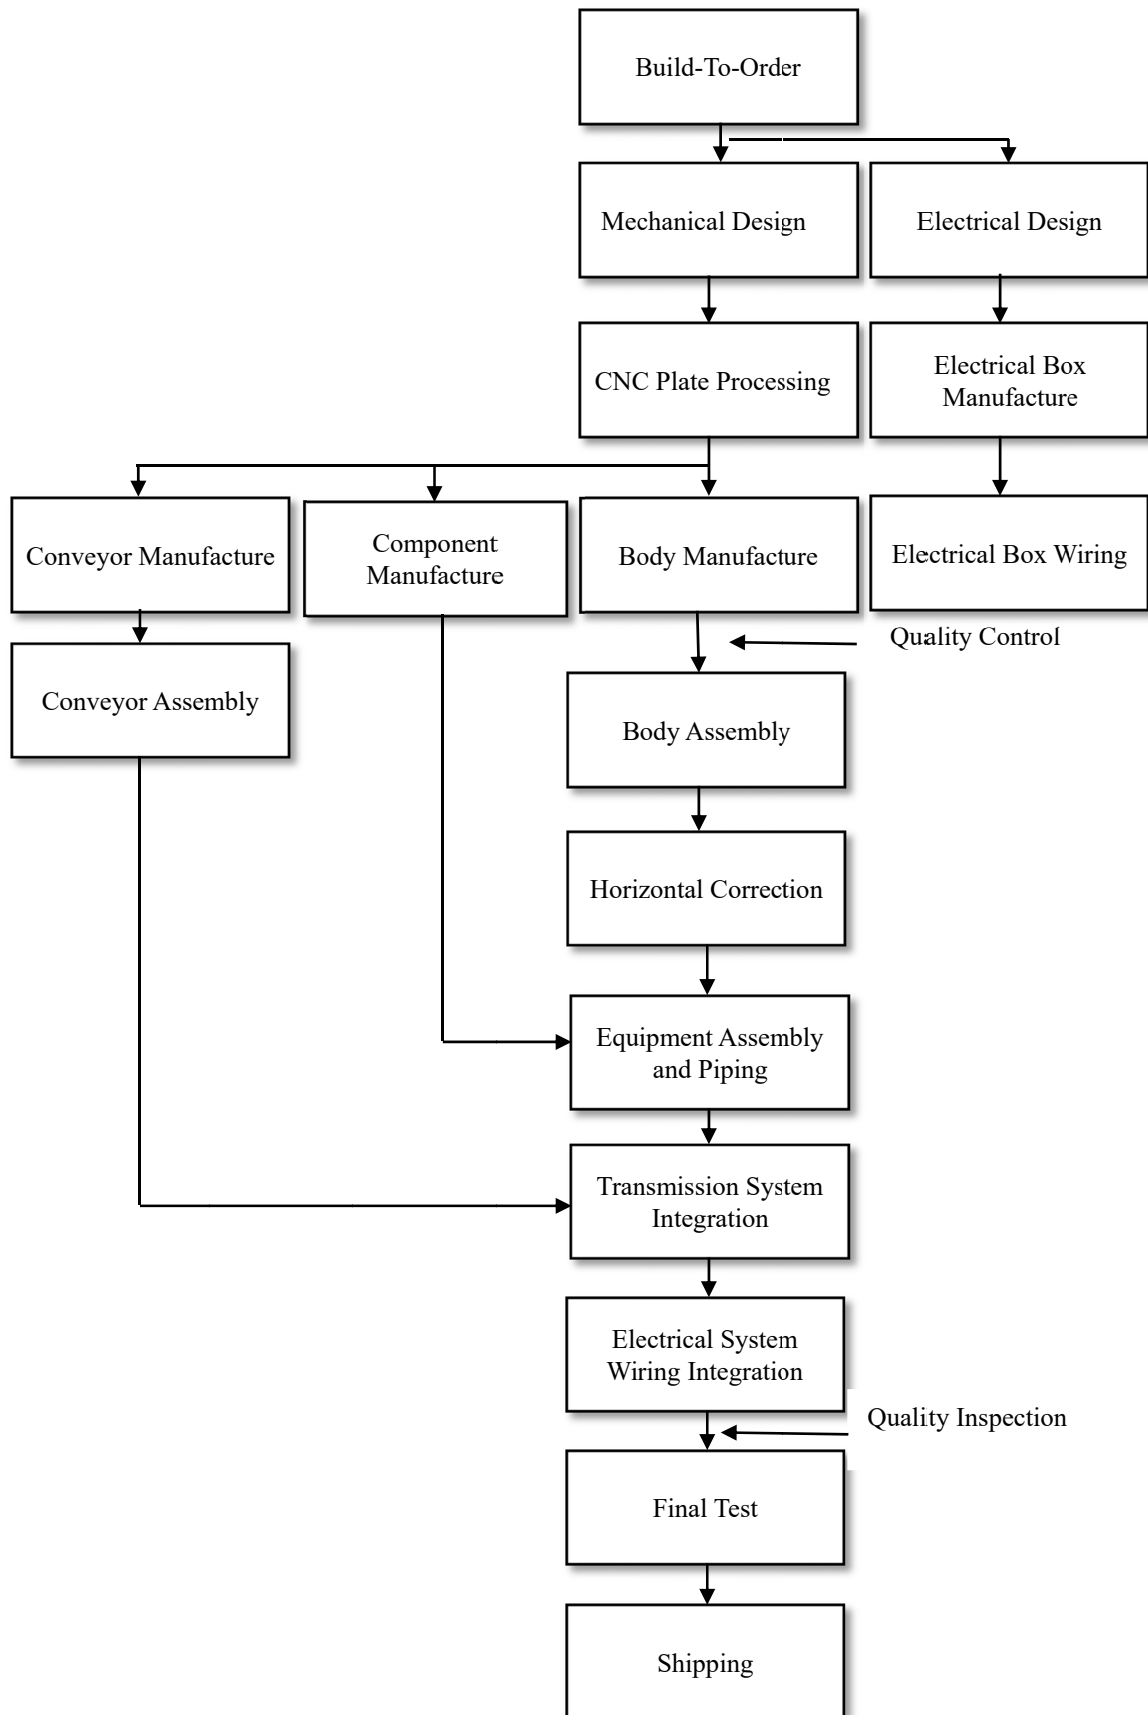 Build-To-Order
Mechanical Design
Electrical Design
CNC Plate Processing
Electrical Box
Manufacture
Conveyor Manufacture
Component
Manufacture
Body Manufacture
Electrical Box Wiring
Quality Control
Conveyor Assembly
Body Assembly
Horizontal Correction
Equipment Assembly
and Piping
Transmission System
Integration
Electrical System
Wiring Integration
Quality Inspection
Final Test
Shipping